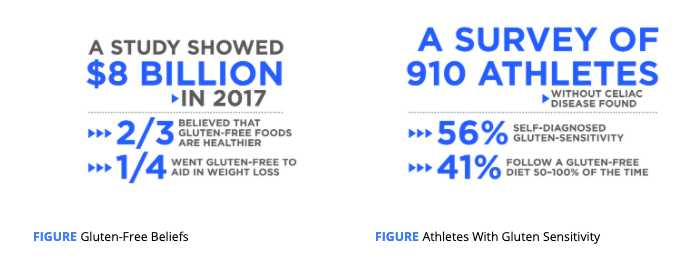 A STUDY SHOWED
$8 BILLION
IN 2017
2/3 BELIEVED THAT
GLUTEN-FREE FOODS
ARE HEALTHIER
1/4 WENT GLUTEN-FREE TO
AID IN WEIGHT LOSS
FIGURE Gluten-Free Beliefs
A SURVEY OF
910 ATHLETES
WITHOUT CELIAC
DISEASE FOUND
56% SELF-DIAGNOSED
GLUTEN-SENSITIVITY
41% FOLLOW A GLUTEN-FREE
DIET 50-100% OF THE TIME
FIGURE Athletes With Gluten Sensitivity